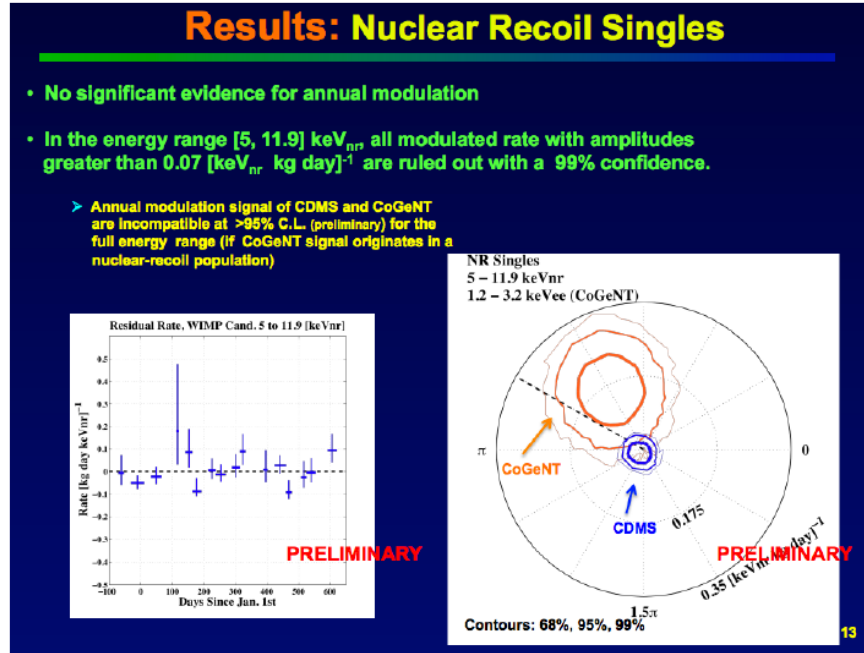 Results: Nuclear Recoil Singles
• No significant evidence for annual modulation
• In the energy range [5, 11.9] keVnr, all modulated rate with amplitudes
greater than 0.07 [keVnr kg day]-1 are ruled out with a 99% confidence.
➢ Annual modulation signal of CDMS and CoGeNT
are incompatible at >95% C.L. (preliminary) for the
full energy range (if CoGeNT signal originates in a
nuclear-recoil population)
Residual Rate, WIMP Cand. 5 to 11.9 [keVnr]
Rate [kg day keVnr]-1
0.5
0.4
0.3
0.2
0.1
0
-0.1
-0.2
-0.3
-0.4
-0.5
-100 0 100 200 300 400 500 600
Days Since Jan. 1st
PRELIMINARY
NR Singles
5 – 11.9 keVnr
1.2 – 3.2 keVee (CoGeNT)
π
0
CoGeNT
CDMS
0.175
0.35 [keVnr day]-1
PRELIMINARY
1.5π
Contours: 68%, 95%, 99%
13